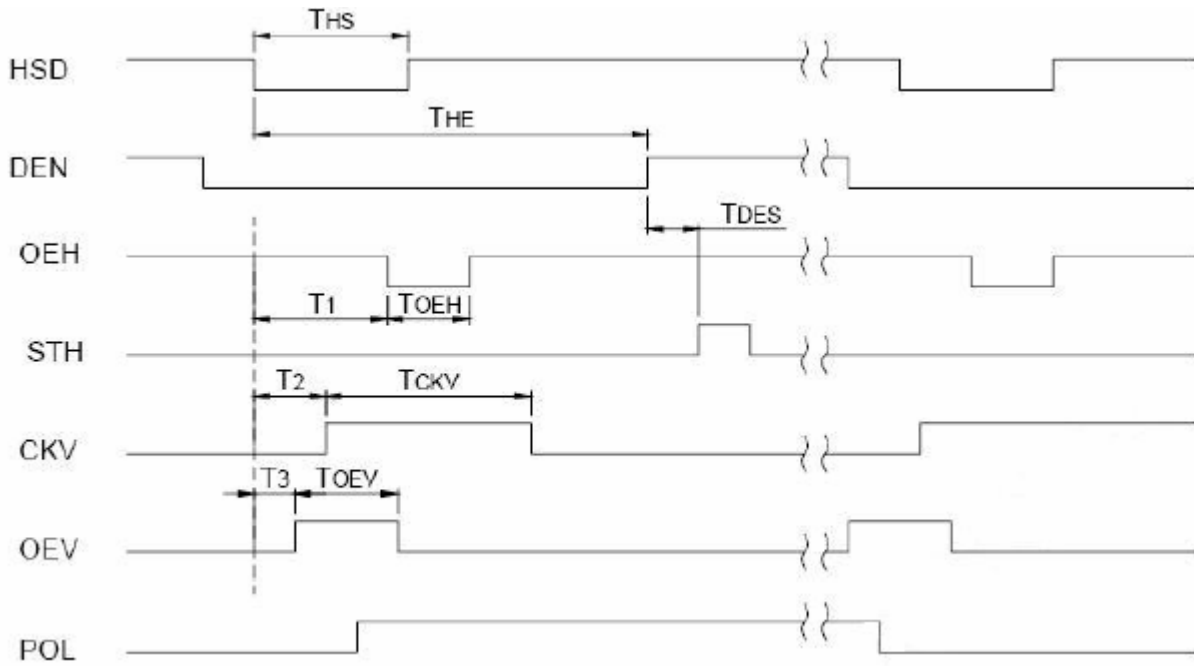 THS
HSD
THE
DEN
TDES
OEH
T1 TOEH
STH
T2 TCKV
CKV
T3 TOEV
OEV
POL